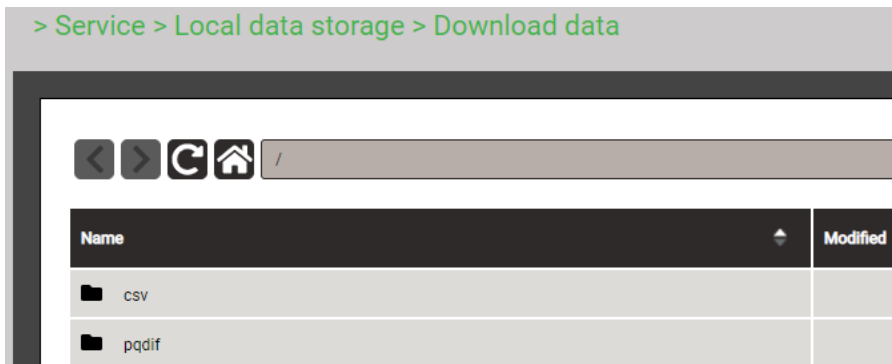 > Service > Local data storage > Download data
/
Name Modified
csv
pqdif